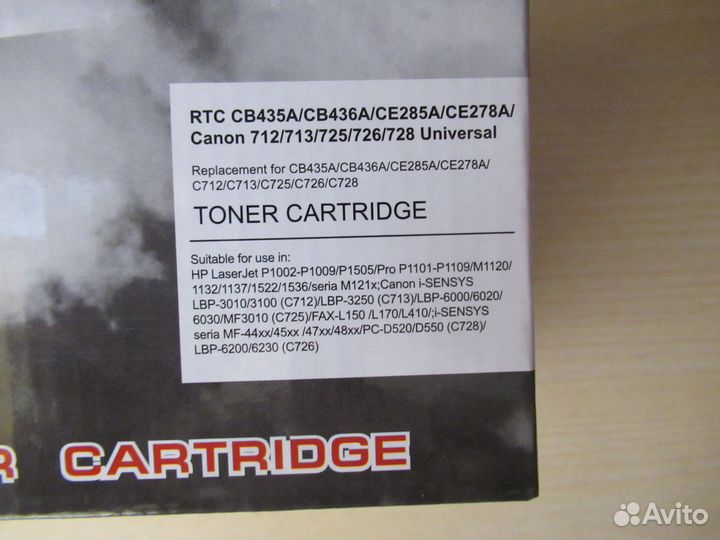 RTC CB435A/CB436A/CE285A/CE278A/
Canon 712/713/725/726/728 Universal
Replacement for CB435A/CB436A/CE285A/CE278A/
C712/C713/C725/C726/C728
TONER CARTRIDGE
Suitable for use in:
HP LaserJet P1002-P1009/P1505/Pro P1101-P1109/M1120/
1132/1137/1522/1536/seria M121x;Canon i-SENSYS
LBP-3010/3100 (C712)/LBP-3250 (C713)/LBP-6000/6020/
6030/MF3010 (C725)/FAX-L150 /L170/L410/;i-SENSYS
seria MF-44xx/45xx /47xx/48xx/PC-D520/D550 (C728)/
LBP-6200/6230 (C726)
R CARTRIDGE
Avito